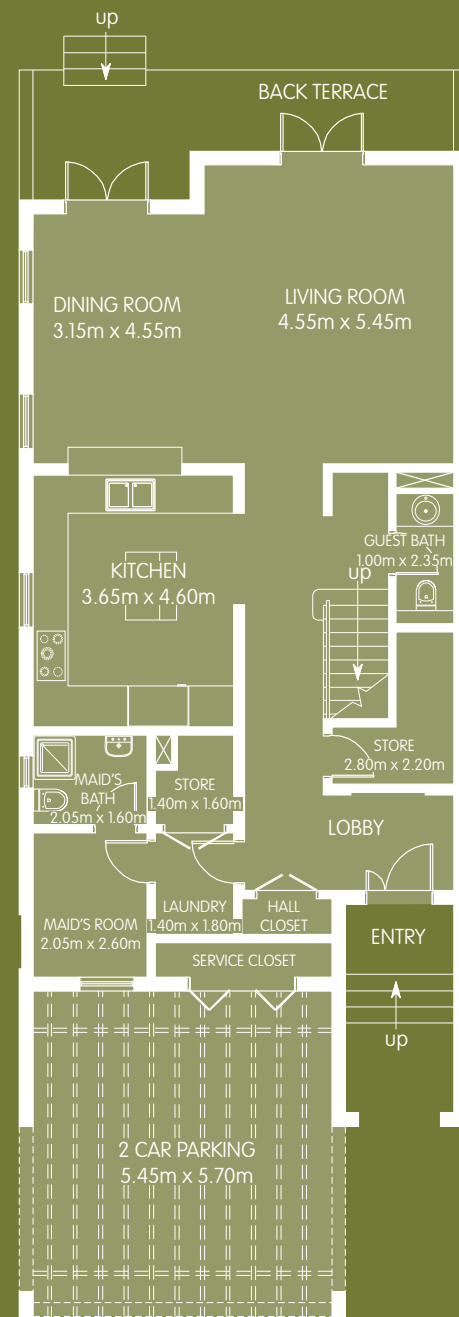 up
BACK TERRACE
DINING ROOM
3.15m x 4.55m
LIVING ROOM
4.55m x 5.45m
KITCHEN
3.65m x 4.60m
GUEST BATH
1.00m x 2.35m
up
STORE
2.80m x 2.20m
MAID'S
BATH
2.05m x 1.60m
STORE
1.40m x 1.60m
LOBBY
MAID'S ROOM
2.05m x 2.60m
LAUNDRY
1.40m x 1.80m
HALL
CLOSET
ENTRY
SERVICE CLOSET
up
2 CAR PARKING
5.45m x 5.70m